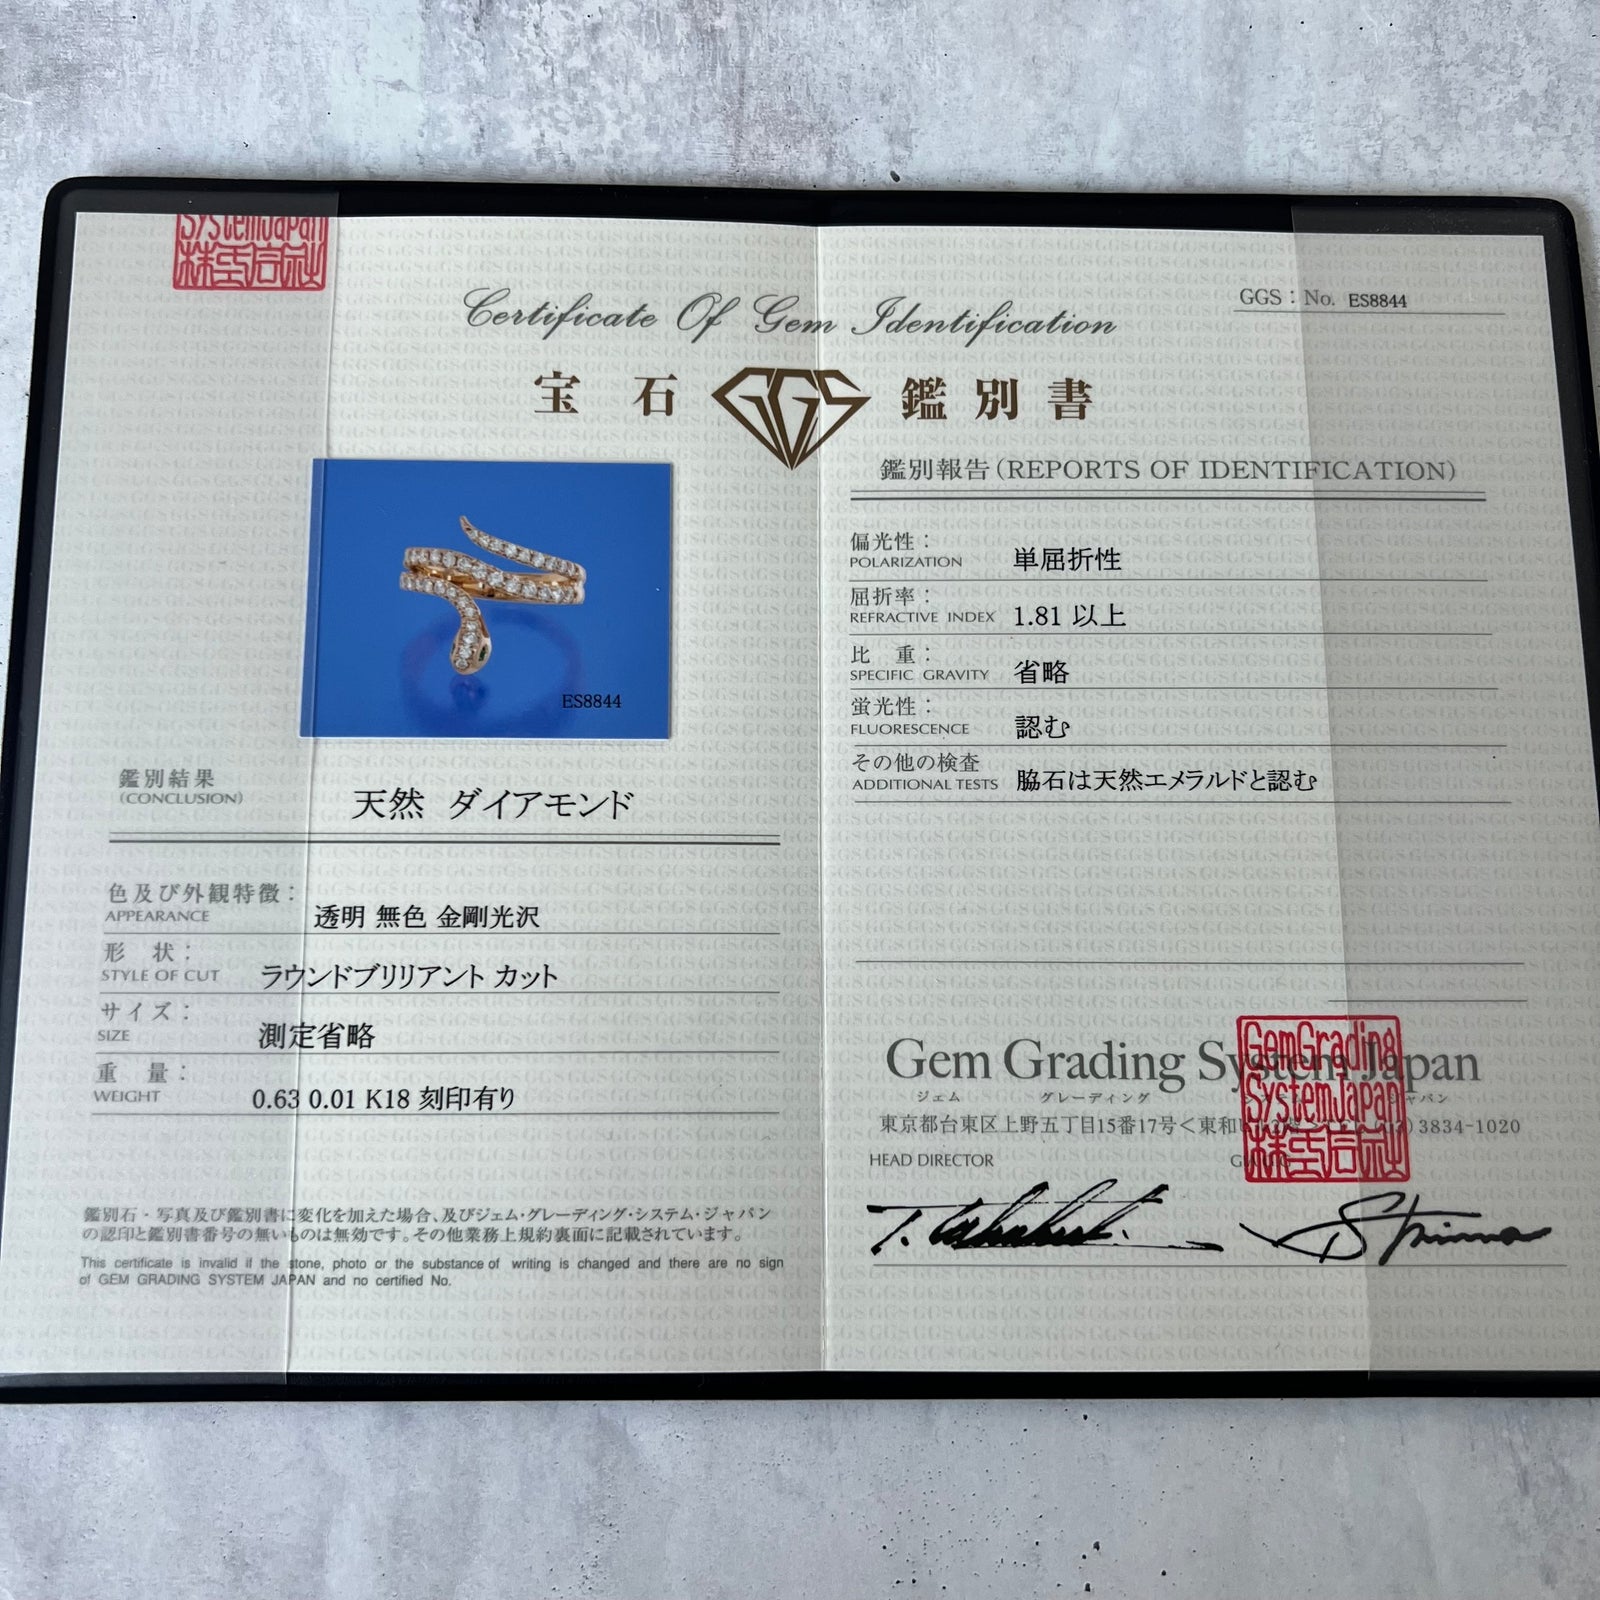 SystemJapan
株式会社
Certificate Of Gem Identification
GGS：No. ES8844
宝石 GGS 鑑別書
ES8844
鑑別結果
(CONCLUSION)
天然 ダイアモンド
色及び外観特徴：
APPEARANCE
透明 無色 金剛光沢
形 状：
STYLE OF CUT
ラウンドブリリアント カット
サイズ：
SIZE
測定省略
重 量：
WEIGHT
0.63 0.01 K18 刻印有り
鑑別石・写真及び鑑別書に変化を加えた場合、及びジェム・グレーディング・システム・ジャパン
の認印と鑑別書番号の無いものは無効です。その他業務上規約裏面に記載されています。
This certificate is invalid if the stone, photo or the substance of writing is changed and there are no sign
of GEM GRADING SYSTEM JAPAN and no certified No.
鑑別報告(REPORTS OF IDENTIFICATION)
偏光性：
POLARIZATION
単屈折性
屈折率：
REFRACTIVE INDEX
1.81 以上
比 重：
SPECIFIC GRAVITY
省略
蛍光性：
FLUORESCENCE
認む
その他の検査
ADDITIONAL TESTS
脇石は天然エメラルドと認む
Gem Grading System Japan
ジェム グレーディング ジャパン
東京都台東区上野五丁目15番17号＜東和 3834-1020
HEAD DIRECTOR
GemGrading
SystemJapan
株式会社